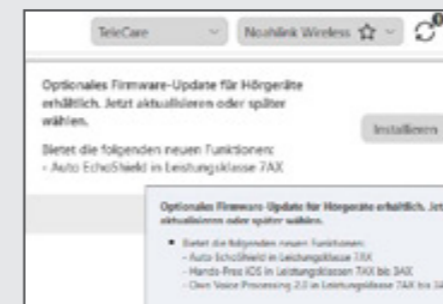 TeleCare
Noahlink Wireless
Optionales Firmware-Update für Hörgeräte
erhältlich. Jetzt aktualisieren oder später
wählen.
Installieren
Bietet die folgenden neuen Funktionen:
- Auto EchoShield in Leistungsklasse 7AX
Optionales Firmware-Update für Hörgeräte erhältlich. Jetzt
aktualisieren oder später wählen.
Bietet die folgenden neuen Funktionen:
- Auto EchoShield in Leistungsklasse 7AX
- Hands-Free iOS in Leistungsklassen 7AX bis 3AX
- Own Voice Processing 2.0 in Leistungsklasse 7AX bis 3AX